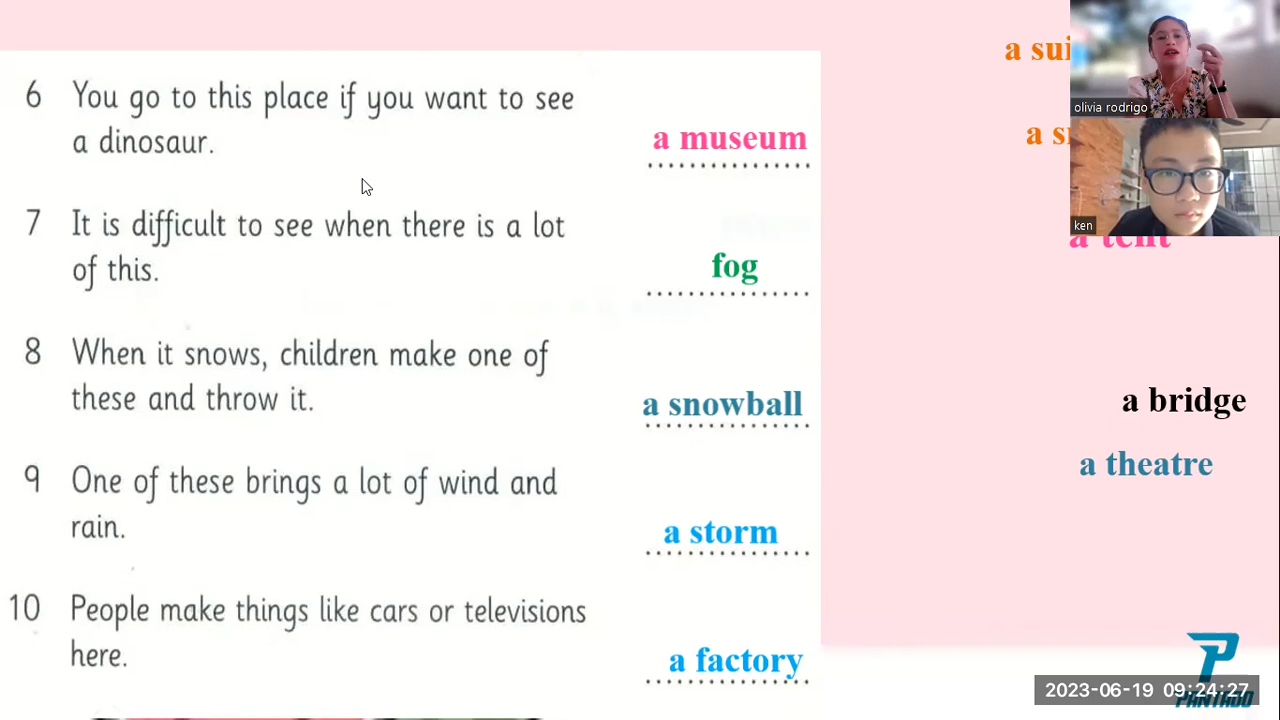 6 You go to this place if you want to see
a dinosaur.
a museum
7 It is difficult to see when there is a lot
of this.
fog
8 When it snows, children make one of
these and throw it.
a snowball
9 One of these brings a lot of wind and
rain.
a storm
10 People make things like cars or televisions
here.
a factory
a
a
a tent
a bridge
a theatre
olivia rodrigo
ken
2023-06-19 09:24:27
PANTADO